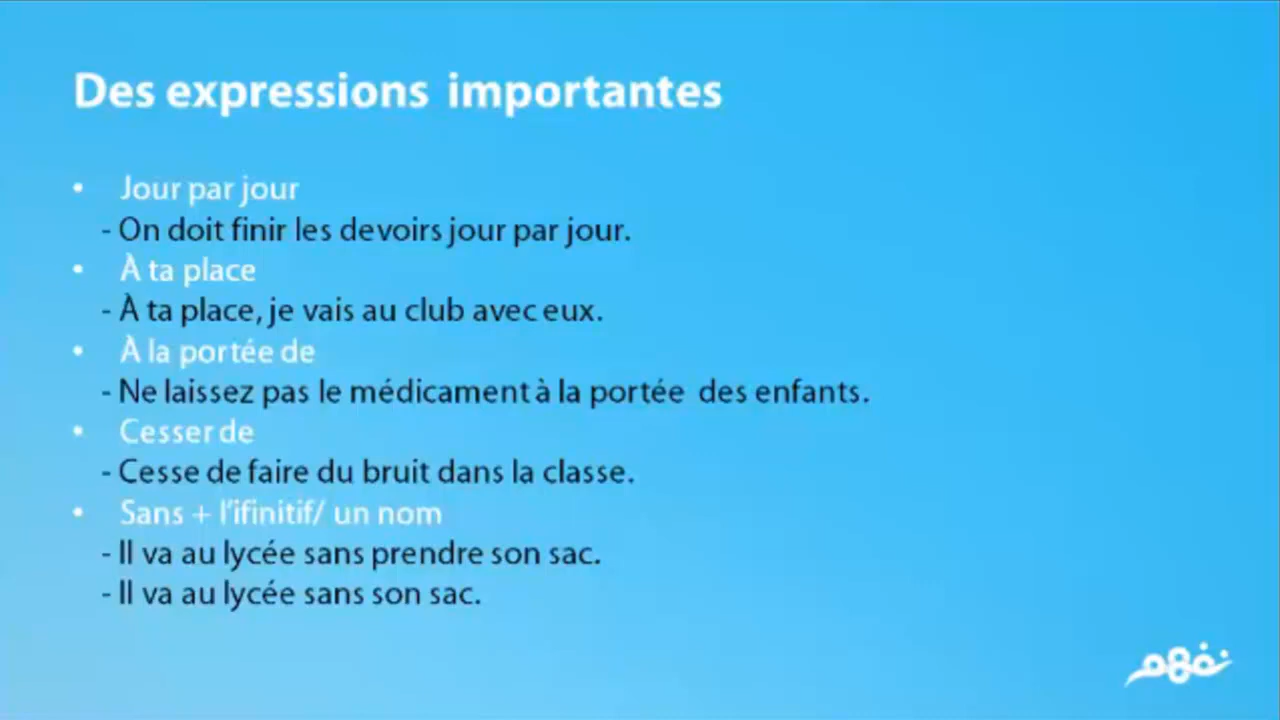 Des expressions importantes
• Jour par jour
- On doit finir les devoirs jour par jour.
• À ta place
- À ta place, je vais au club avec eux.
• À la portée de
- Ne laissez pas le médicament à la portée des enfants.
• Cesser de
- Cesse de faire du bruit dans la classe.
• Sans + l'ifinitif/ un nom
- Il va au lycée sans prendre son sac.
- Il va au lycée sans son sac.
نفهم